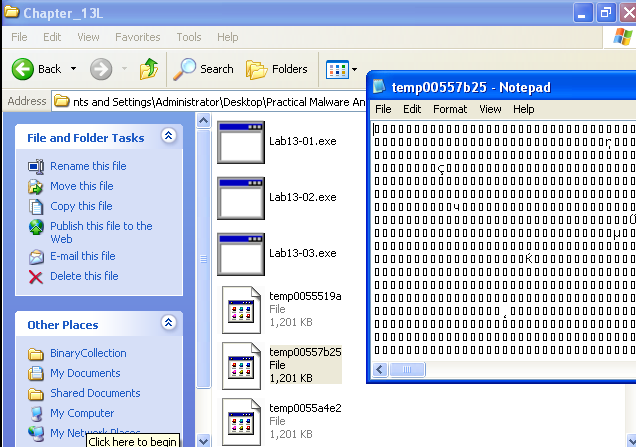 Chapter_13L
File Edit View Favorites Tools Help
Back Search Folders
Address nts and Settings\Administrator\Desktop\Practical Malware An
File and Folder Tasks
Rename this file
Move this file
Copy this file
Publish this file to the
Web
E-mail this file
Delete this file
Other Places
BinaryCollection
My Documents
Shared Documents
My Computer
My Network Places
Click here to begin
Lab13-01.exe
Lab13-02.exe
Lab13-03.exe
temp0055519a
File
1,201 KB
temp00557b25
File
1,201 KB
temp0055a4e2
File
1,201 KB
temp00557b25 - Notepad
File Edit Format View Help